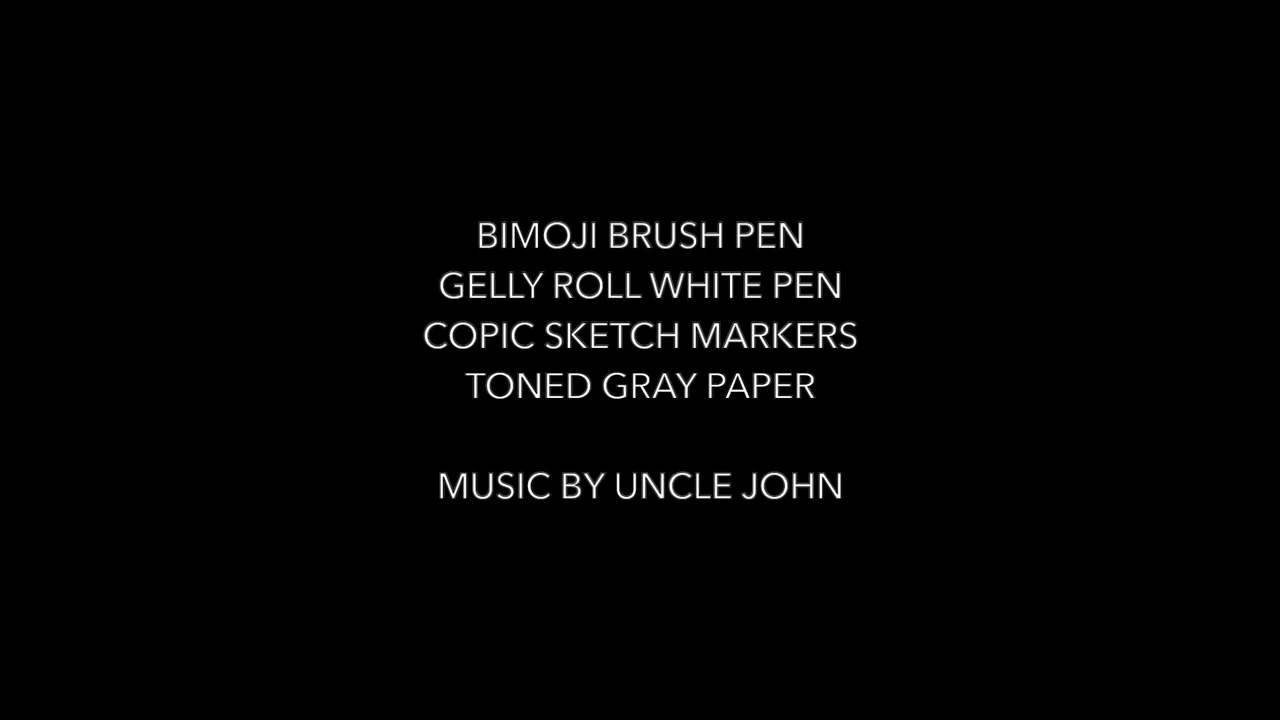 BIMOJI BRUSH PEN
GELLY ROLL WHITE PEN
COPIC SKETCH MARKERS
TONED GRAY PAPER
MUSIC BY UNCLE JOHN